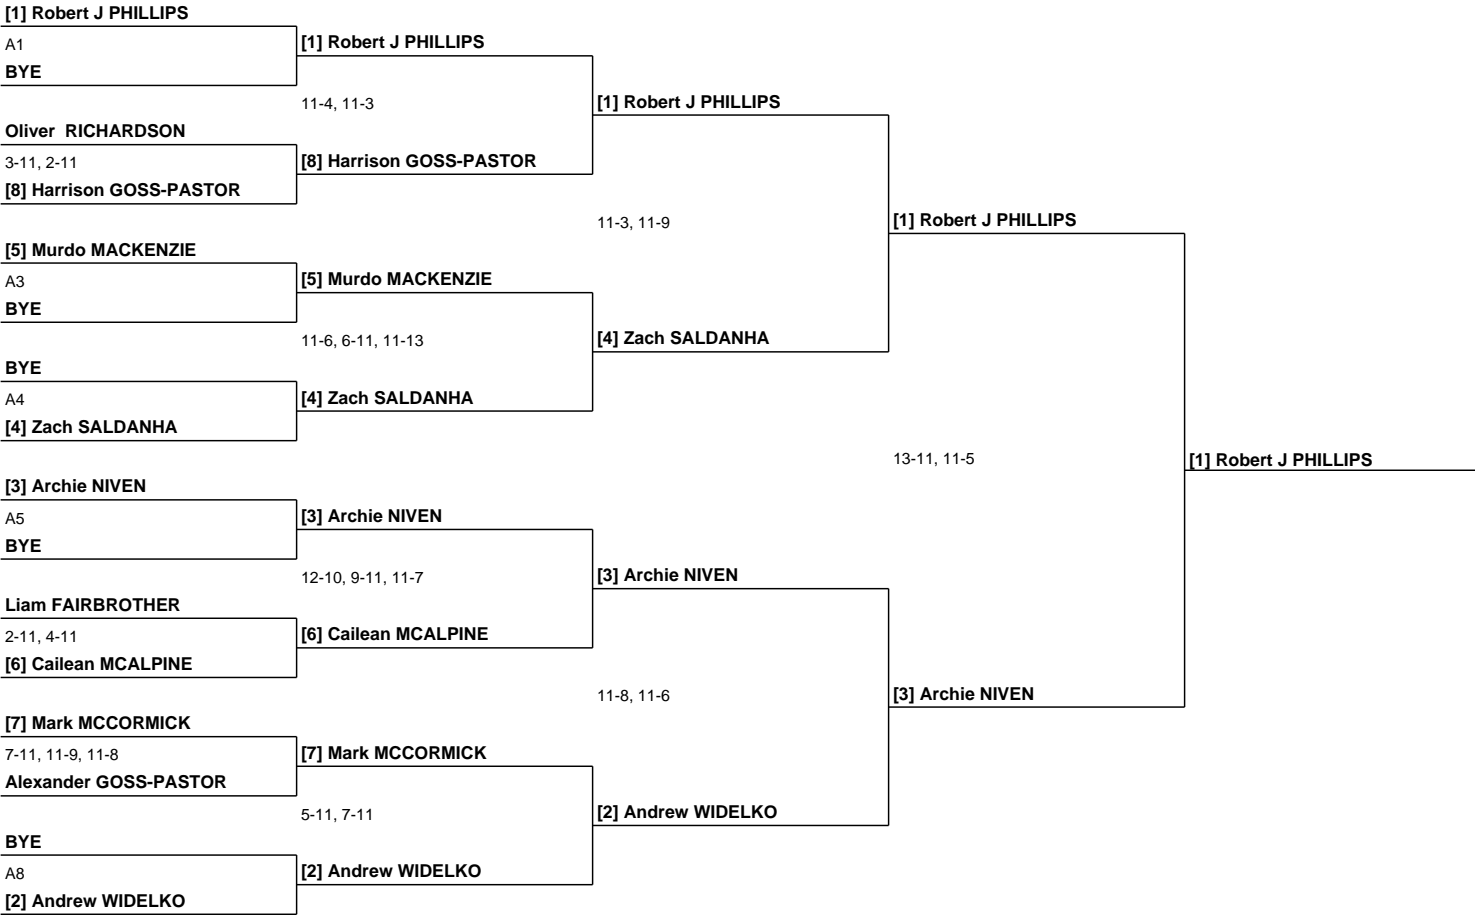 [1] Robert J PHILLIPS
A1
BYE
Oliver  RICHARDSON
3-11, 2-11
[8] Harrison GOSS-PASTOR
[5] Murdo MACKENZIE
A3
BYE
BYE
A4
[4] Zach SALDANHA
[3] Archie NIVEN
A5
BYE
Liam FAIRBROTHER
2-11, 4-11
[6] Cailean MCALPINE
[7] Mark MCCORMICK
7-11, 11-9, 11-8
Alexander GOSS-PASTOR
BYE
A8
[2] Andrew WIDELKO
[1] Robert J PHILLIPS
11-4, 11-3
[8] Harrison GOSS-PASTOR
[5] Murdo MACKENZIE
11-6, 6-11, 11-13
[4] Zach SALDANHA
[3] Archie NIVEN
12-10, 9-11, 11-7
[6] Cailean MCALPINE
[7] Mark MCCORMICK
5-11, 7-11
[2] Andrew WIDELKO
[1] Robert J PHILLIPS
11-3, 11-9
[4] Zach SALDANHA
[3] Archie NIVEN
11-8, 11-6
[2] Andrew WIDELKO
[1] Robert J PHILLIPS
13-11, 11-5
[3] Archie NIVEN
[1] Robert J PHILLIPS